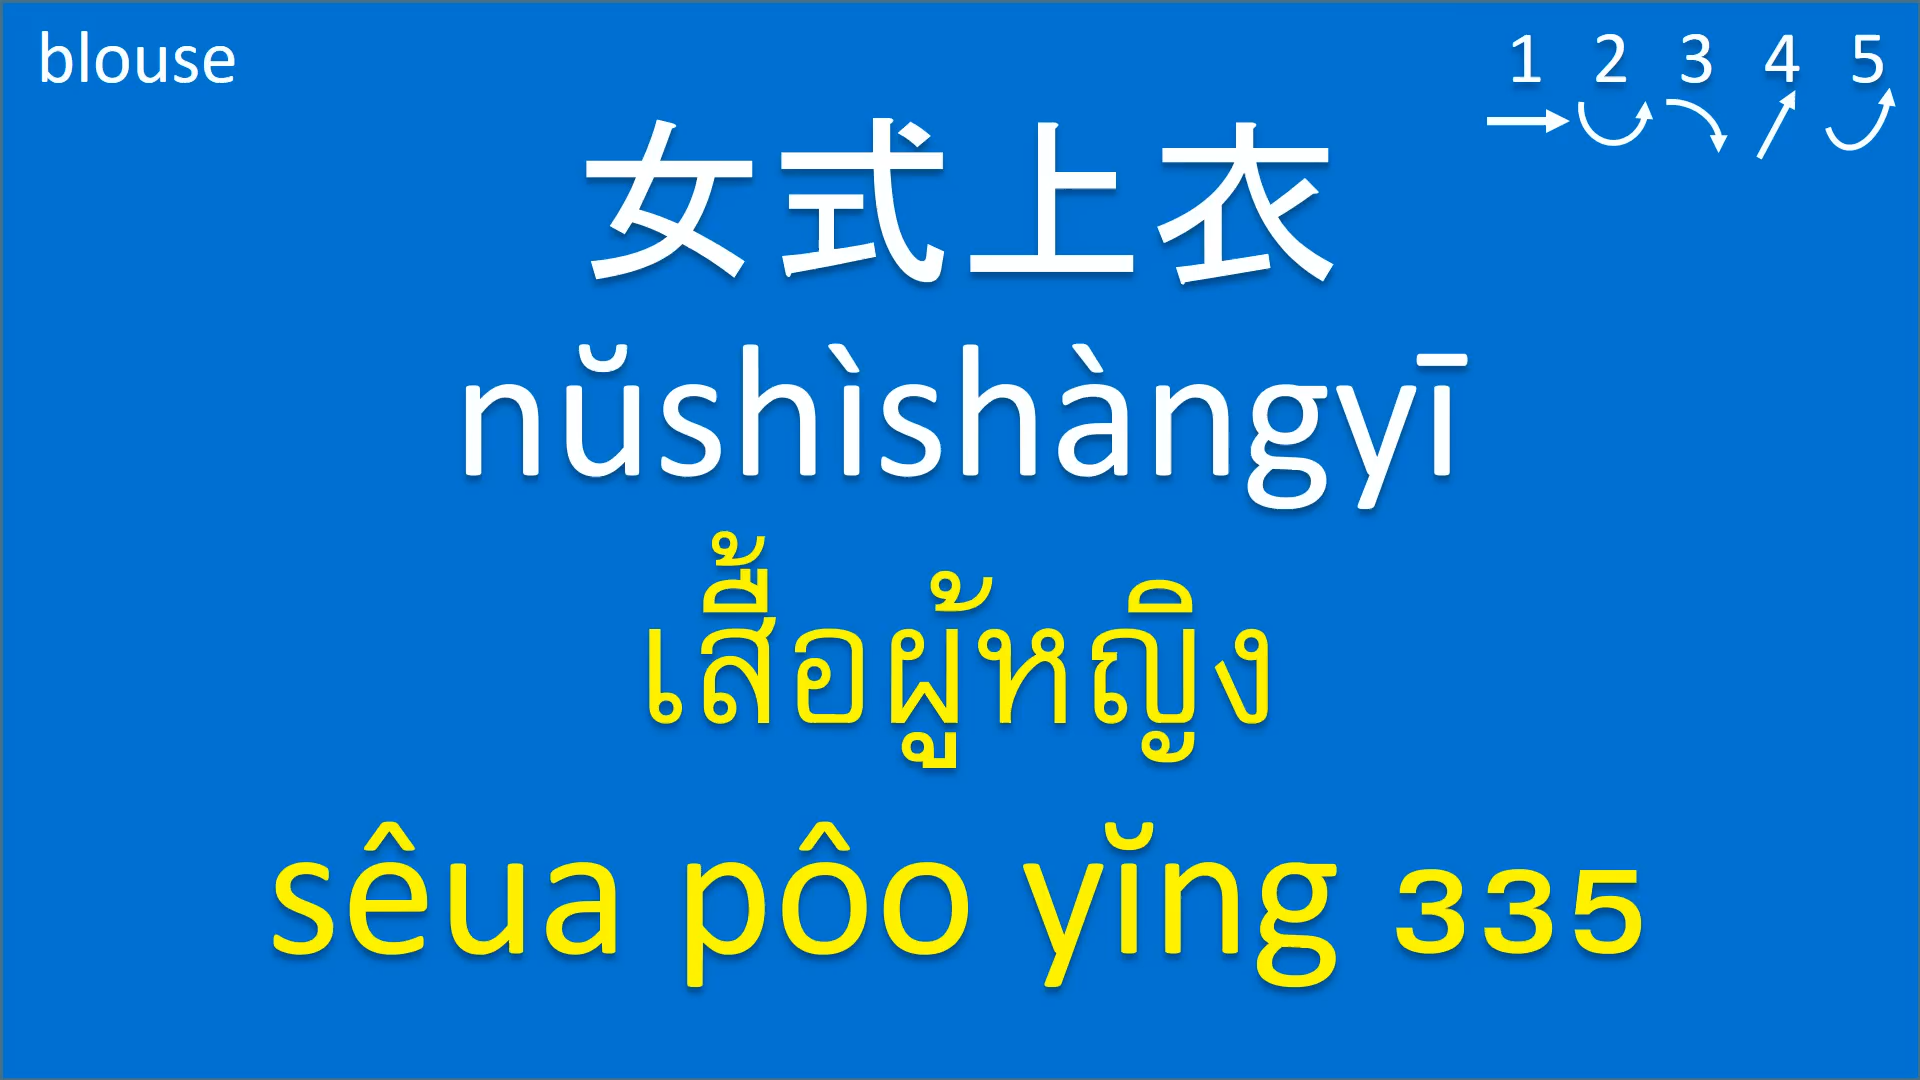 blouse
1 2 3 4 5
女式上衣
nŭshìshàngyī
เสื้อผู้หญิง
sêua pôo yĭng 335